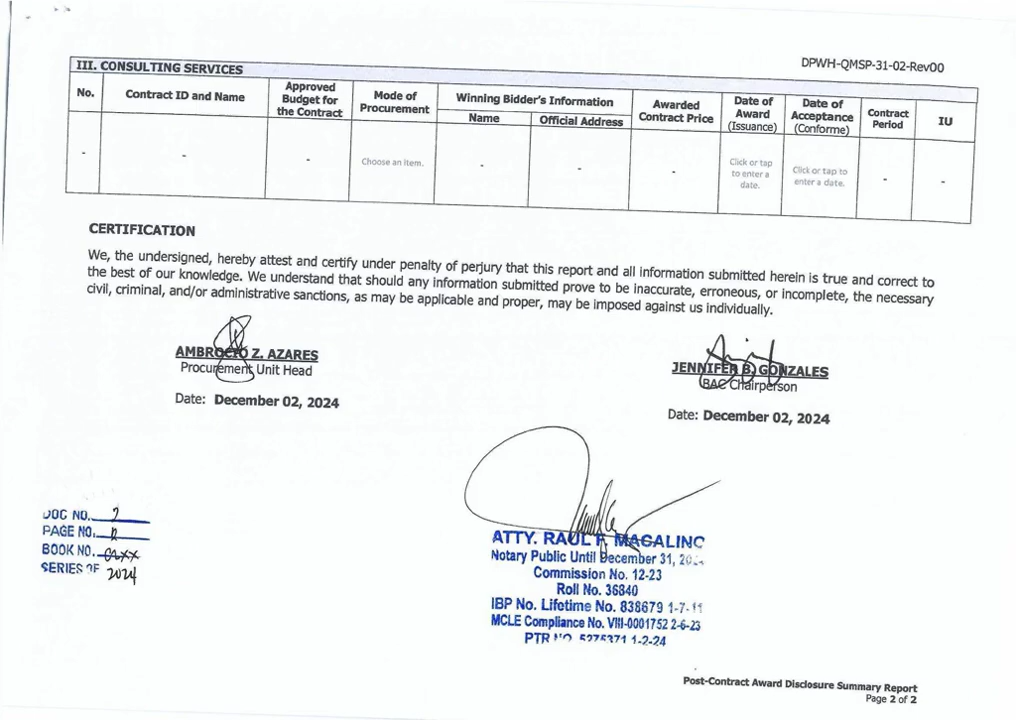 DPWH-QMSP-31-02-Rev00
III. CONSULTING SERVICES
No. Contract ID and Name Approved Budget for the Contract Mode of Procurement Winning Bidder's Information Awarded Contract Price Date of Award (Issuance) Date of Acceptance (Conforme) Contract Period IU
Name Official Address
- - - Choose an item. - - - Click or tap to enter a date. Click or tap to enter a date. - -
CERTIFICATION
We, the undersigned, hereby attest and certify under penalty of perjury that this report and all information submitted herein is true and correct to
the best of our knowledge. We understand that should any information submitted prove to be inaccurate, erroneous, or incomplete, the necessary
civil, criminal, and/or administrative sanctions, as may be applicable and proper, may be imposed against us individually.
AMBROCIO Z. AZARES
Procurement Unit Head
Date: December 02, 2024
JENNIFER B. GONZALES
BAC Chairperson
Date: December 02, 2024
DOC NO. 2
PAGE NO.
BOOK NO.
SERIES OF 2024
ATTY. RAUL F. MAGALINO
Notary Public Until December 31,
Commission No. 12-23
Roll No. 36840
IBP No. Lifetime No. 838679 1-7-11
MCLE Compliance No. VIII-0001752 2-6-23
PTR NO. 5275371 1-2-24
Post-Contract Award Disclosure Summary Report
Page 2 of 2